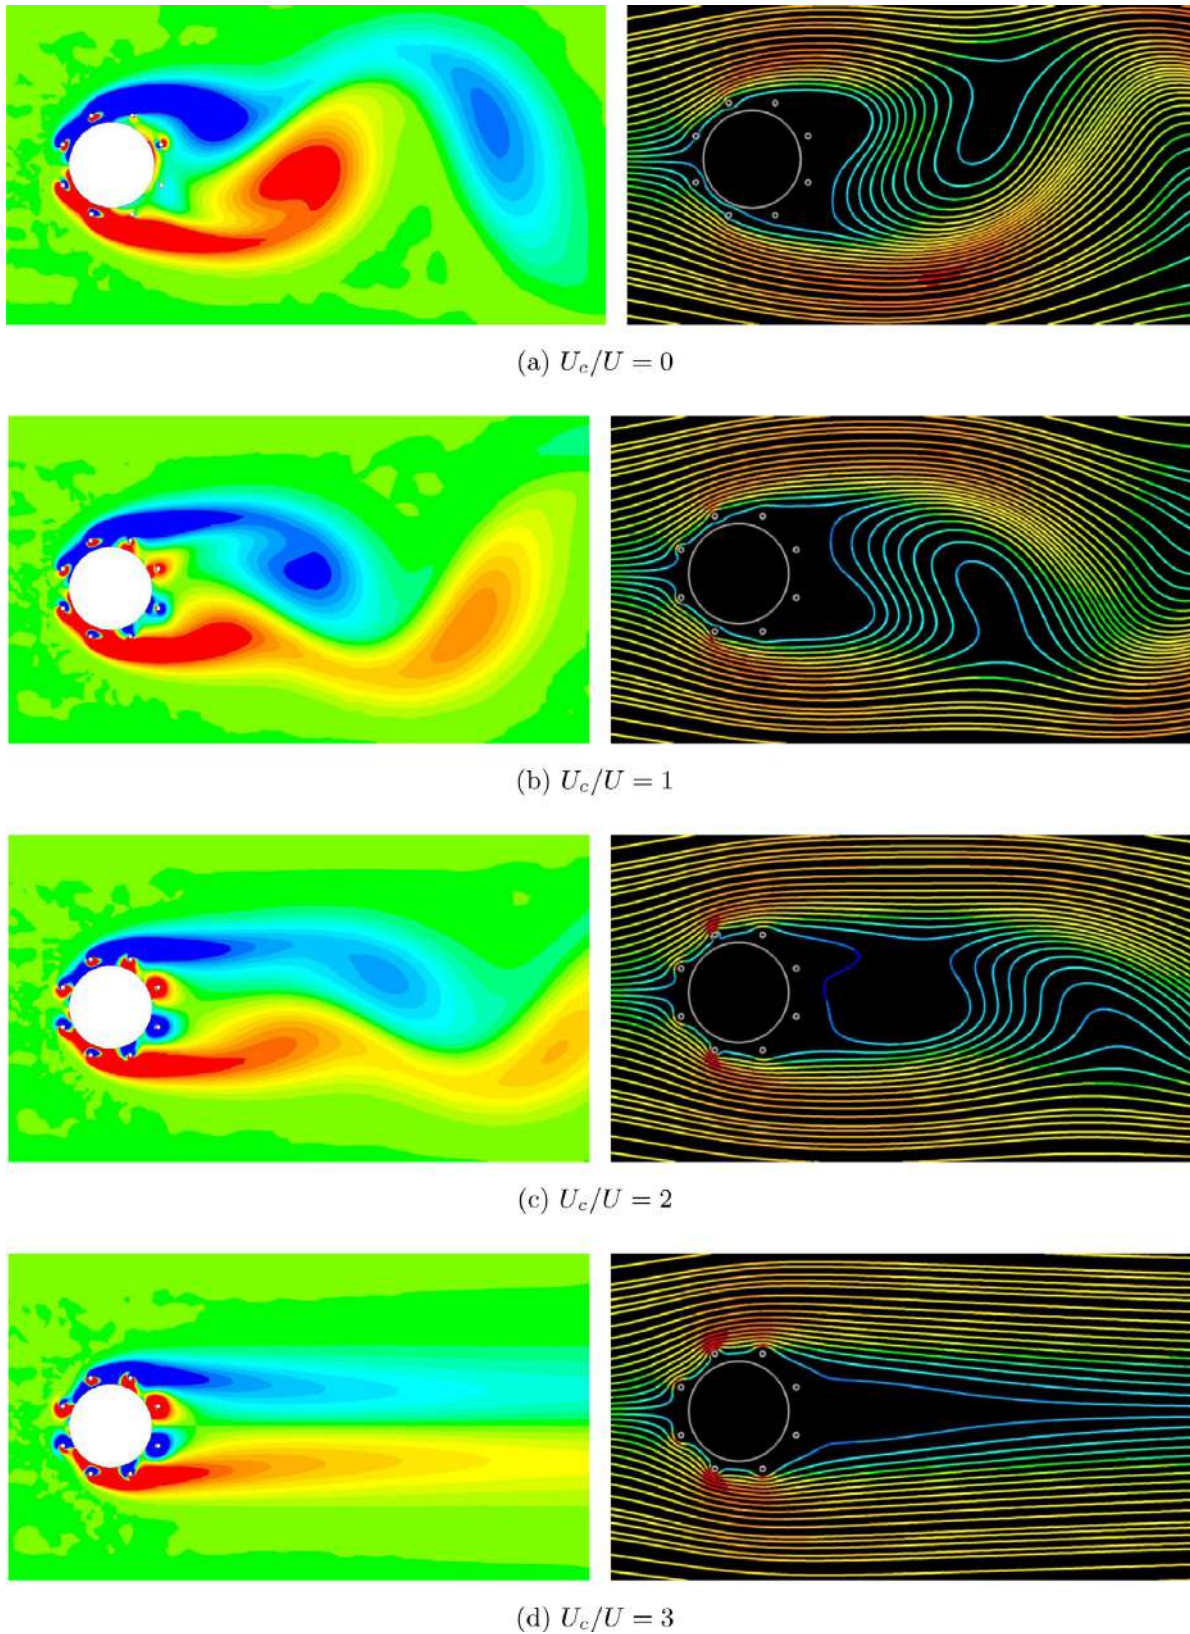 (a) U_c/U = 0
(b) U_c/U = 1
(c) U_c/U = 2
(d) U_c/U = 3